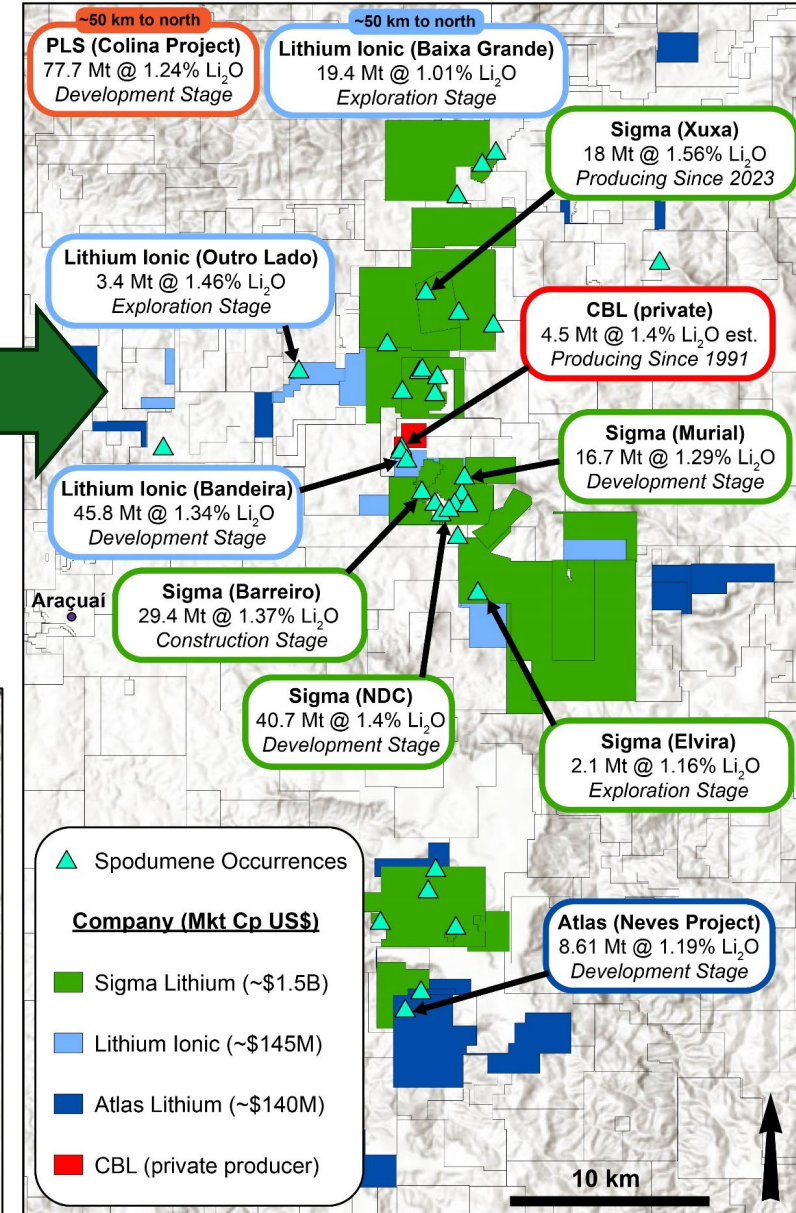 ~50 km to north
PLS (Colina Project)
77.7 Mt @ 1.24% Li₂O
Development Stage
~50 km to north
Lithium Ionic (Baixa Grande)
19.4 Mt @ 1.01% Li₂O
Exploration Stage
Sigma (Xuxa)
18 Mt @ 1.56% Li₂O
Producing Since 2023
Lithium Ionic (Outro Lado)
3.4 Mt @ 1.46% Li₂O
Exploration Stage
CBL (private)
4.5 Mt @ 1.4% Li₂O est.
Producing Since 1991
Sigma (Murial)
16.7 Mt @ 1.29% Li₂O
Development Stage
Lithium Ionic (Bandeira)
45.8 Mt @ 1.34% Li₂O
Development Stage
Araçuaí
Sigma (Barreiro)
29.4 Mt @ 1.37% Li₂O
Construction Stage
Sigma (NDC)
40.7 Mt @ 1.4% Li₂O
Development Stage
Sigma (Elvira)
2.1 Mt @ 1.16% Li₂O
Exploration Stage
Spodumene Occurrences
Company (Mkt Cp US$)
Sigma Lithium (~$1.5B)
Lithium Ionic (~$145M)
Atlas Lithium (~$140M)
CBL (private producer)
Atlas (Neves Project)
8.61 Mt @ 1.19% Li₂O
Development Stage
10 km